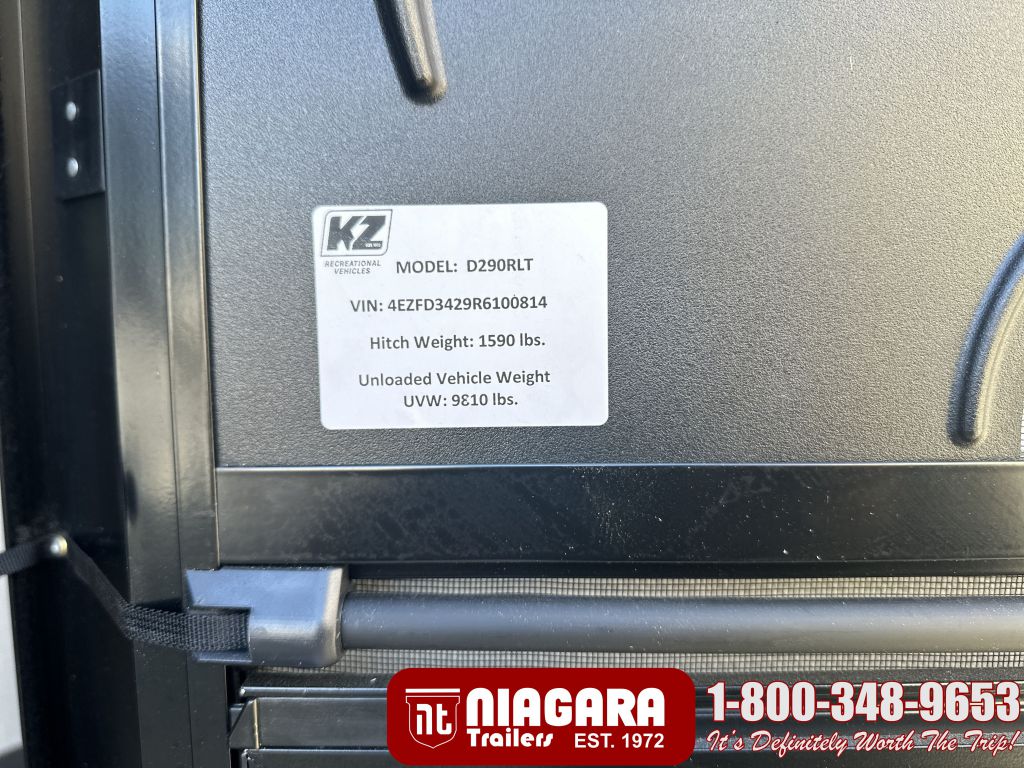 KZ
RECREATIONAL
VEHICLES
MODEL: D290RLT
VIN: 4EZFD3429R6100814
Hitch Weight: 1590 lbs.
Unloaded Vehicle Weight
UVW: 9810 lbs.
nt NIAGARA
Trailers EST. 1972
1-800-348-9653
It's Definitely Worth The Trip!